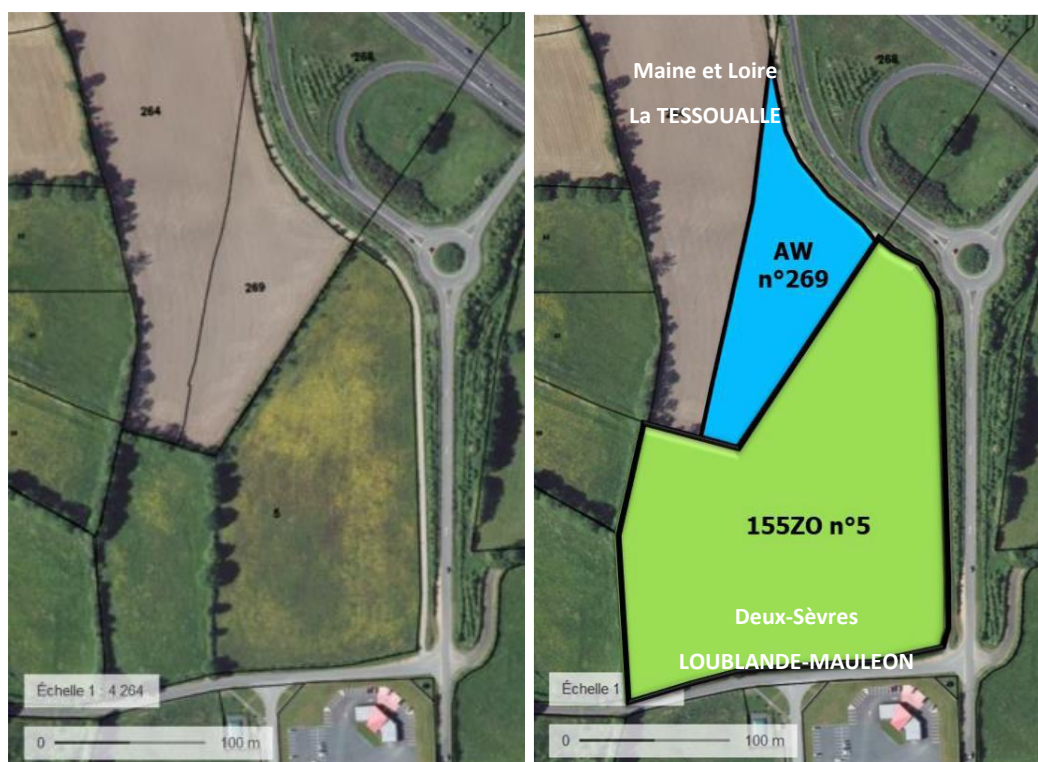 264
268
269
5
Échelle 1 : 4 264
0 100 m
Maine et Loire
La TESSOUALLE
268
AW
n°269
155ZO n°5
Deux-Sèvres
LOUBLANDE-MAULEON
Échelle 1
0 100 m